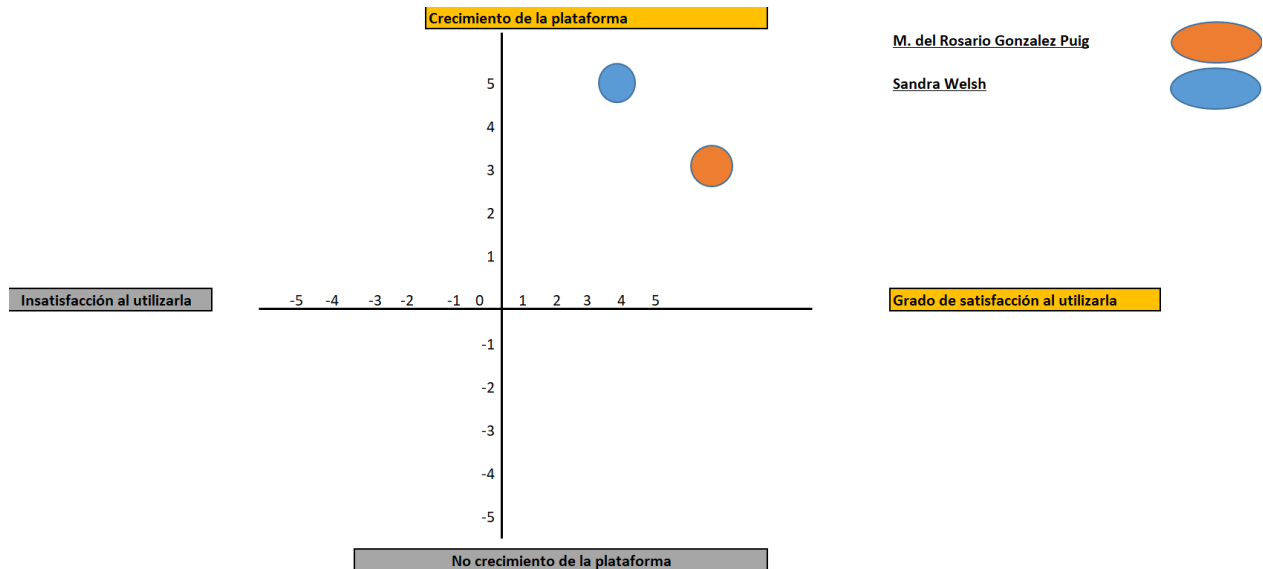 Crecimiento de la plataforma
M. del Rosario Gonzalez Puig
Sandra Welsh
5
4
3
2
1
Insatisfacción al utilizarla
-5 -4 -3 -2 -1 0 1 2 3 4 5
Grado de satisfacción al utilizarla
-1
-2
-3
-4
-5
No crecimiento de la plataforma